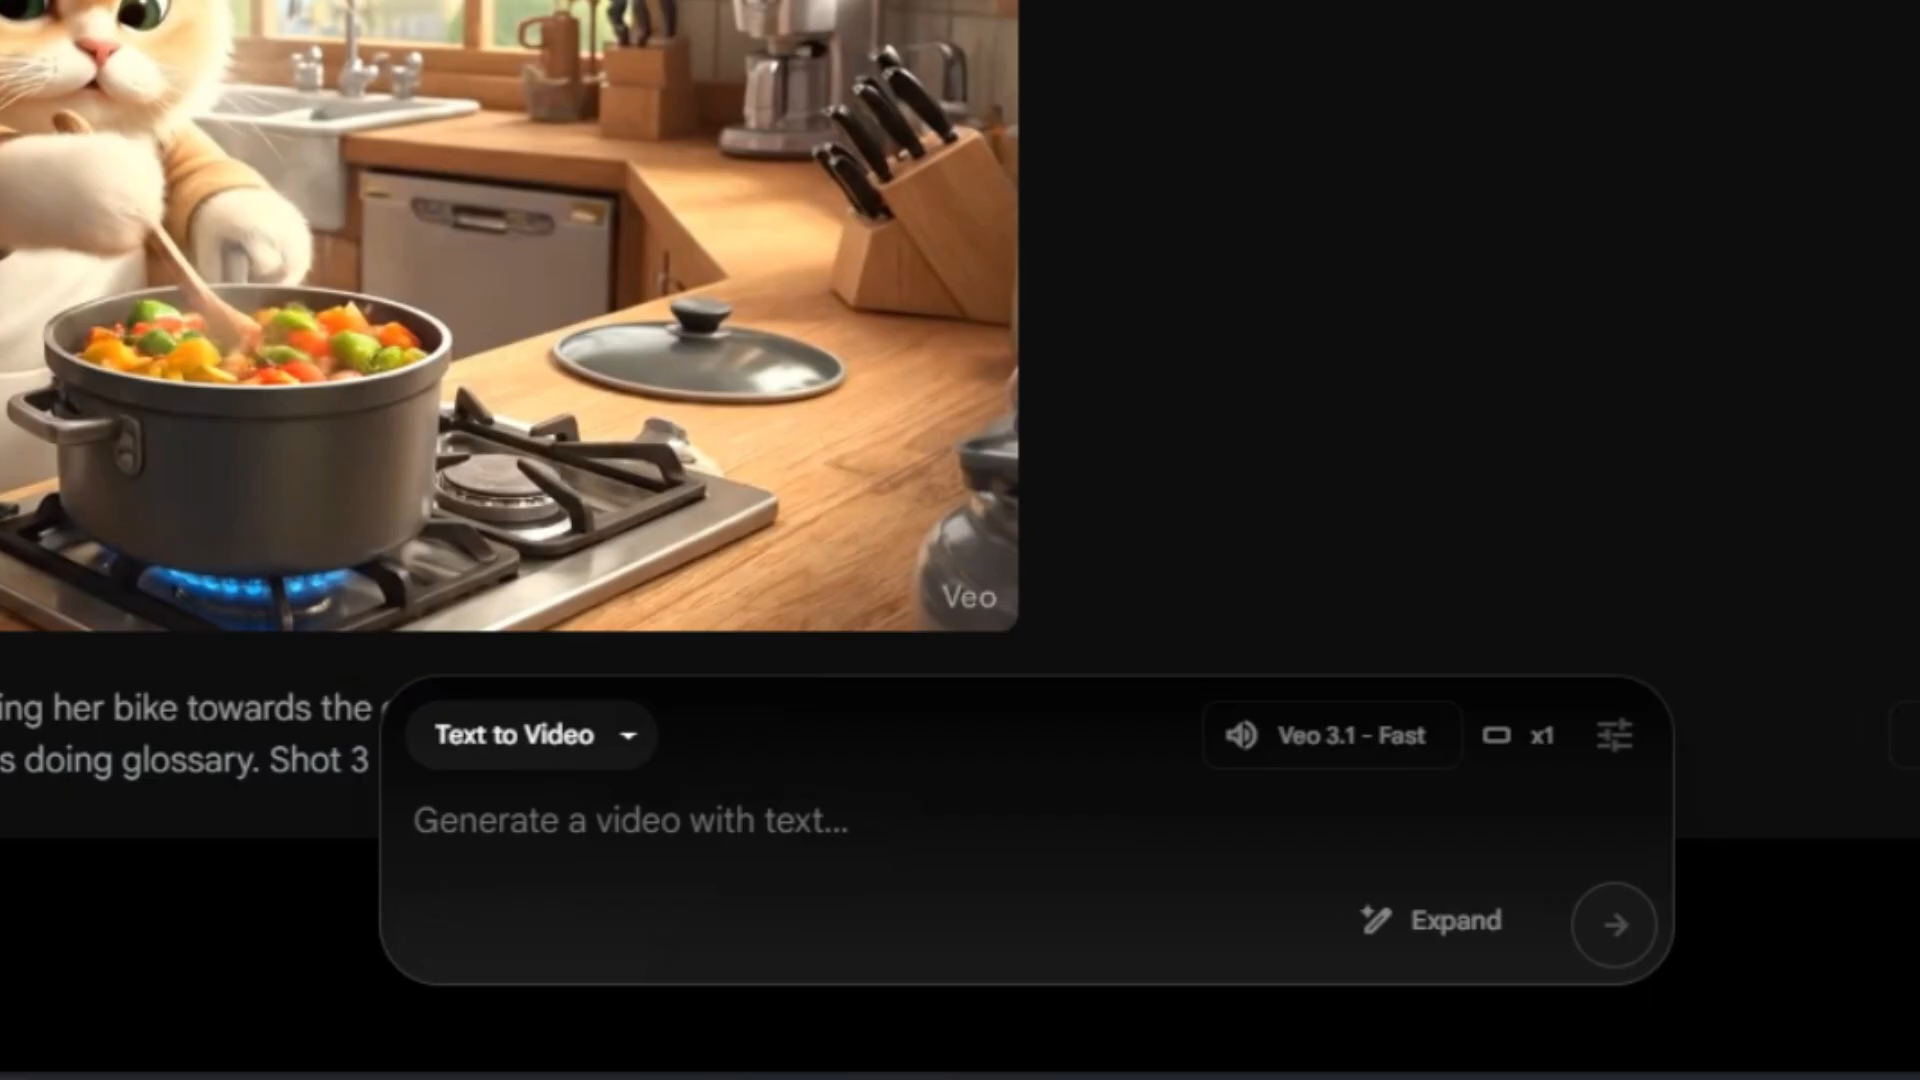 Veo
ing her bike towards the
s doing glossary. Shot 3
Text to Video
Veo 3.1 - Fast
x1
Generate a video with text...
Expand